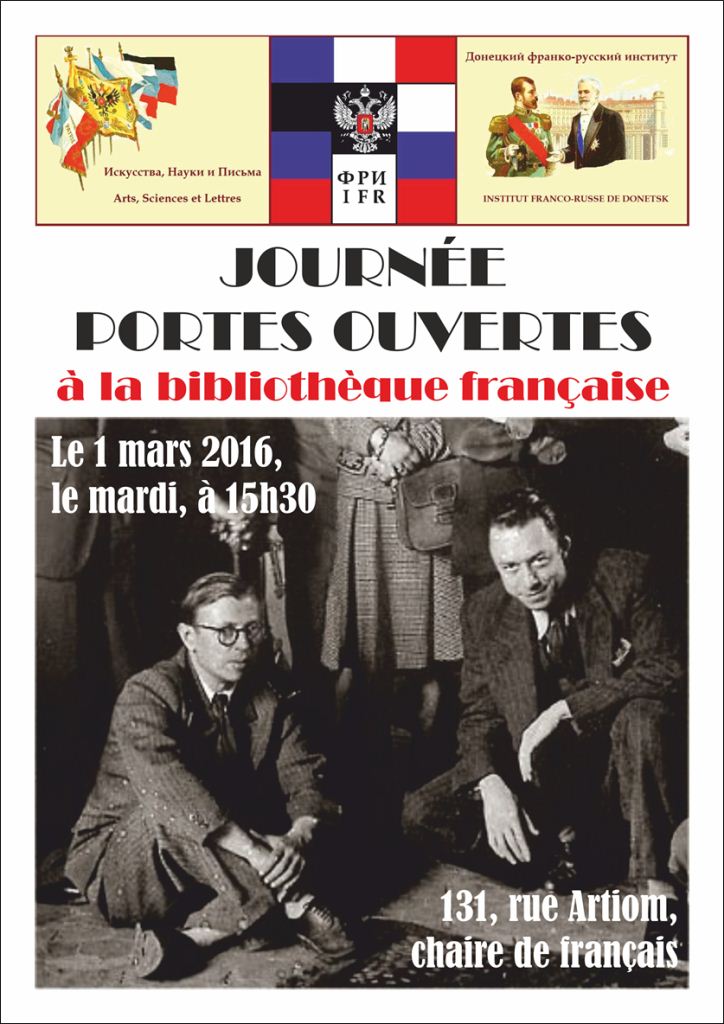 Искусства, Науки и Письма
Arts, Sciences et Lettres
ФРИ
IFR
Донецкий франко-русский институт
INSTITUT FRANCO-RUSSE DE DONETSK
JOURNÉE
PORTES OUVERTES
à la bibliothèque française
Le 1 mars 2016,
le mardi, à 15h30
131, rue Artiom,
chaire de français